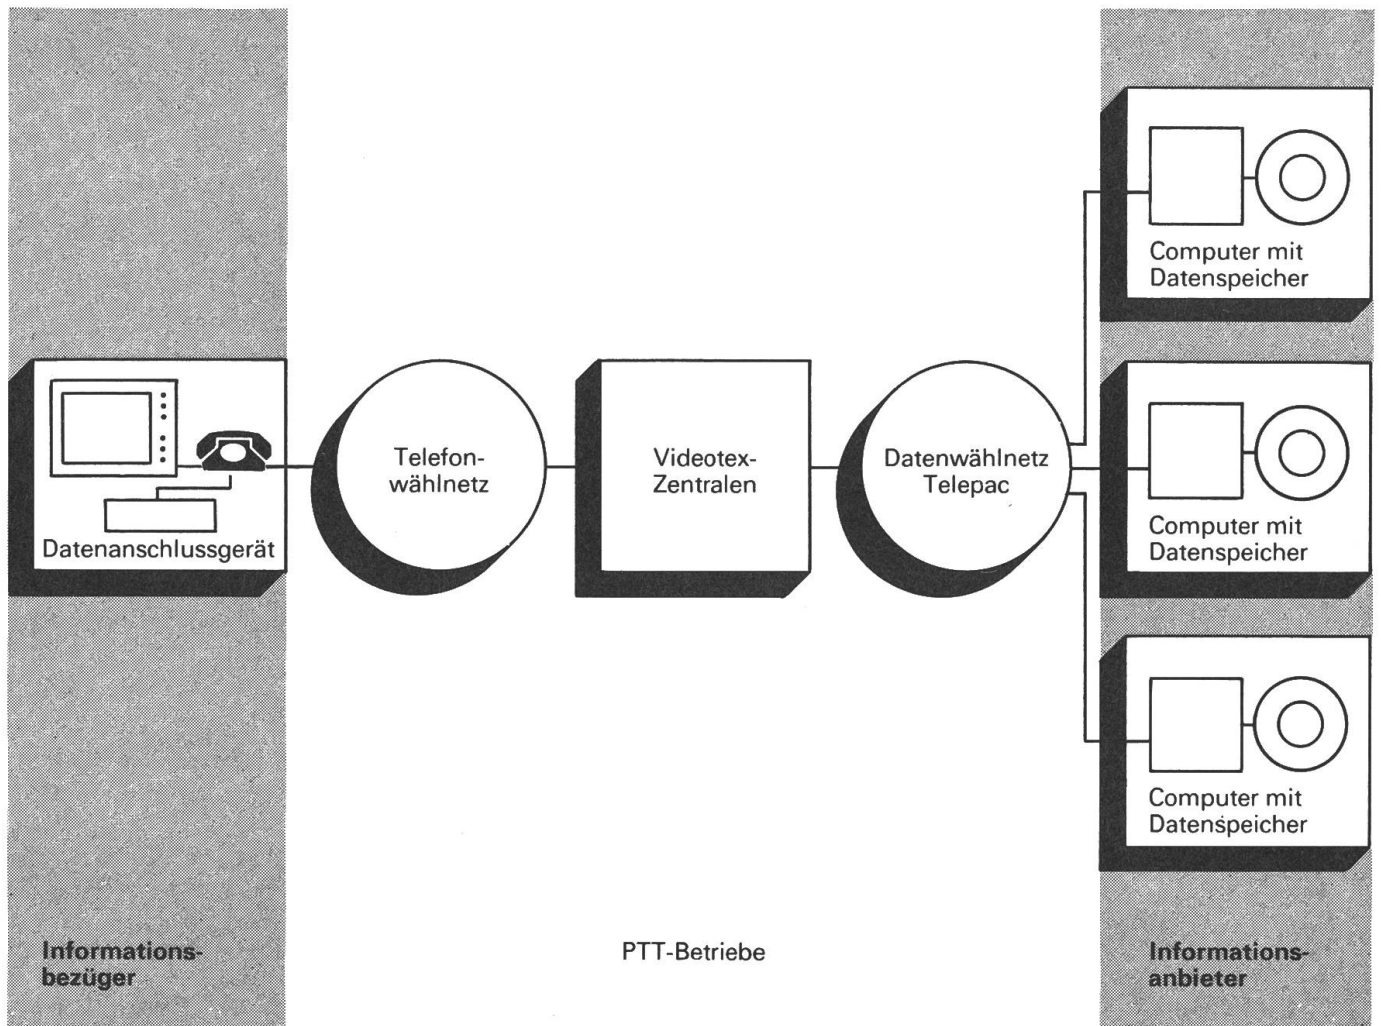 Computer mit
Datenspeicher
Telefon-
wählnetz
Videotex-
Zentralen
Datenwählnetz
Telepac
Computer mit
Datenspeicher
Datenanschlussgerät
Computer mit
Datenspeicher
Informations-
bezüger
PTT-Betriebe
Informations-
anbieter